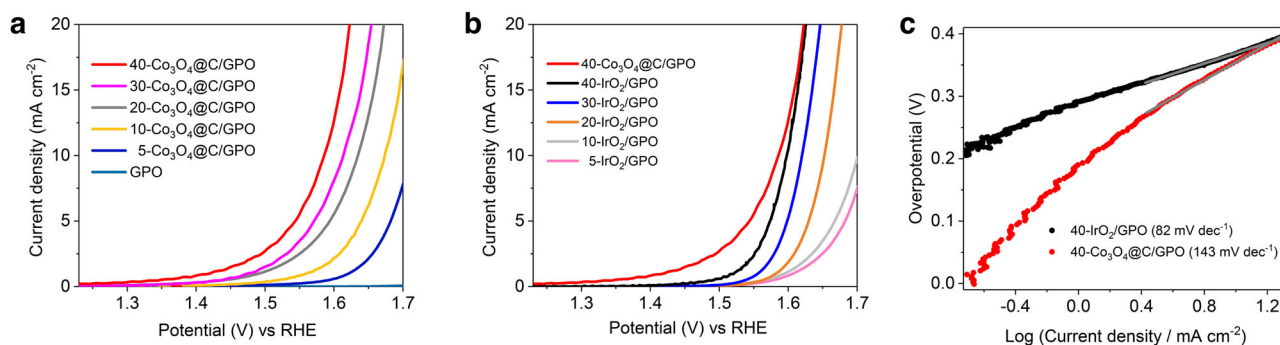 a
20
15
10
5
0
Current density (mA cm⁻²)
40-Co₃O₄@C/GPO
30-Co₃O₄@C/GPO
20-Co₃O₄@C/GPO
10-Co₃O₄@C/GPO
5-Co₃O₄@C/GPO
GPO
1.3 1.4 1.5 1.6 1.7
Potential (V) vs RHE
b
20
15
10
5
0
Current density (mA cm⁻²)
40-Co₃O₄@C/GPO
40-IrO₂/GPO
30-IrO₂/GPO
20-IrO₂/GPO
10-IrO₂/GPO
5-IrO₂/GPO
1.3 1.4 1.5 1.6 1.7
Potential (V) vs RHE
c
0.4
0.3
0.2
0.1
0.0
Overpotential (V)
40-IrO₂/GPO (82 mV dec⁻¹)
40-Co₃O₄@C/GPO (143 mV dec⁻¹)
-0.4 0.0 0.4 0.8 1.2
Log (Current density / mA cm⁻²)